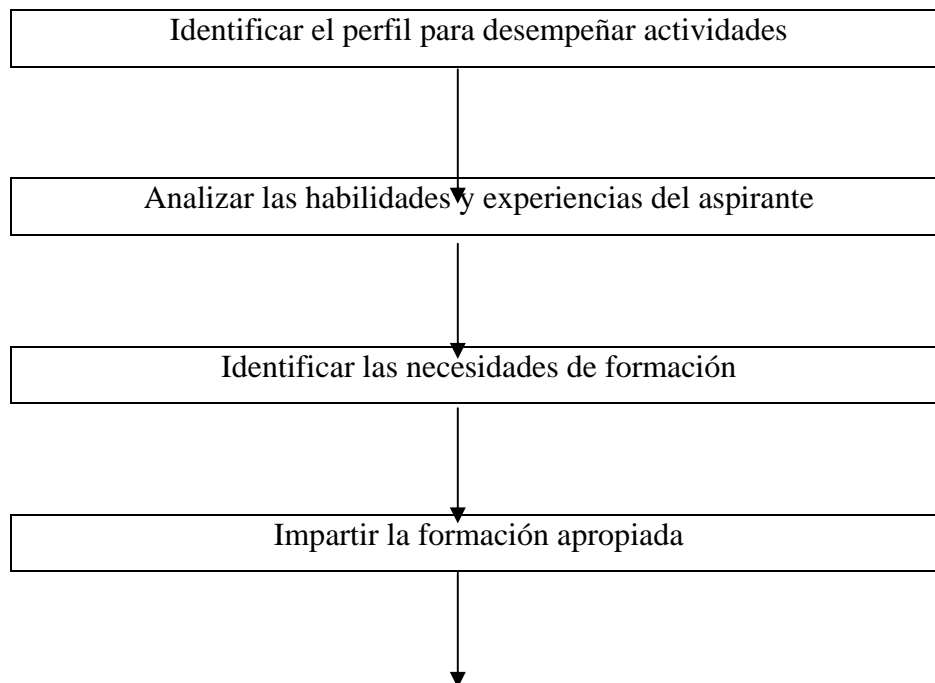 Identificar el perfil para desempeñar actividades
Analizar las habilidades y experiencias del aspirante
Identificar las necesidades de formación
Impartir la formación apropiada